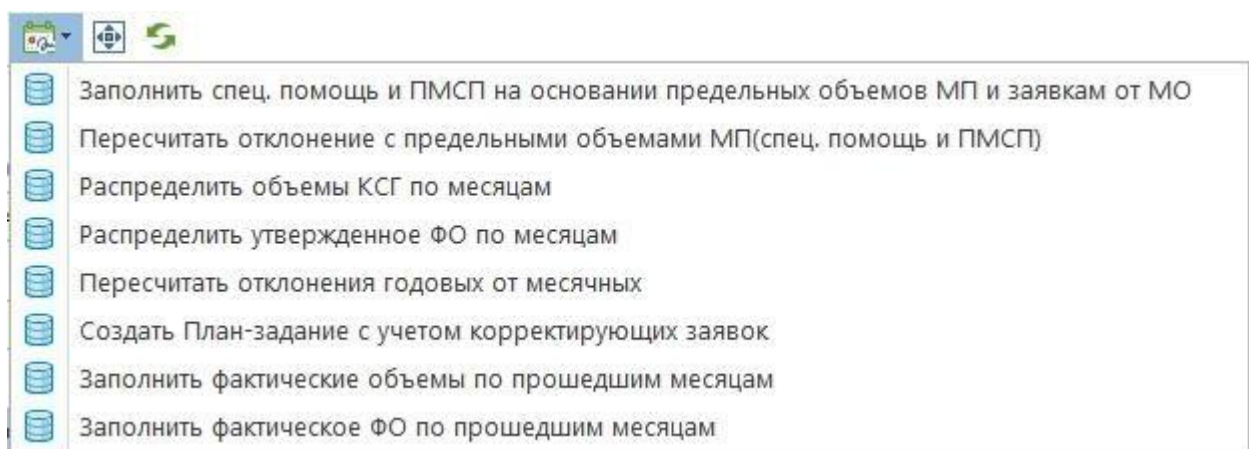 Заполнить спец. помощь и ПМСП на основании предельных объемов МП и заявкам от МО
Пересчитать отклонение с предельными объемами МП(спец. помощь и ПМСП)
Распределить объемы КСГ по месяцам
Распределить утвержденное ФО по месяцам
Пересчитать отклонения годовых от месячных
Создать План-задание с учетом корректирующих заявок
Заполнить фактические объемы по прошедшим месяцам
Заполнить фактическое ФО по прошедшим месяцам